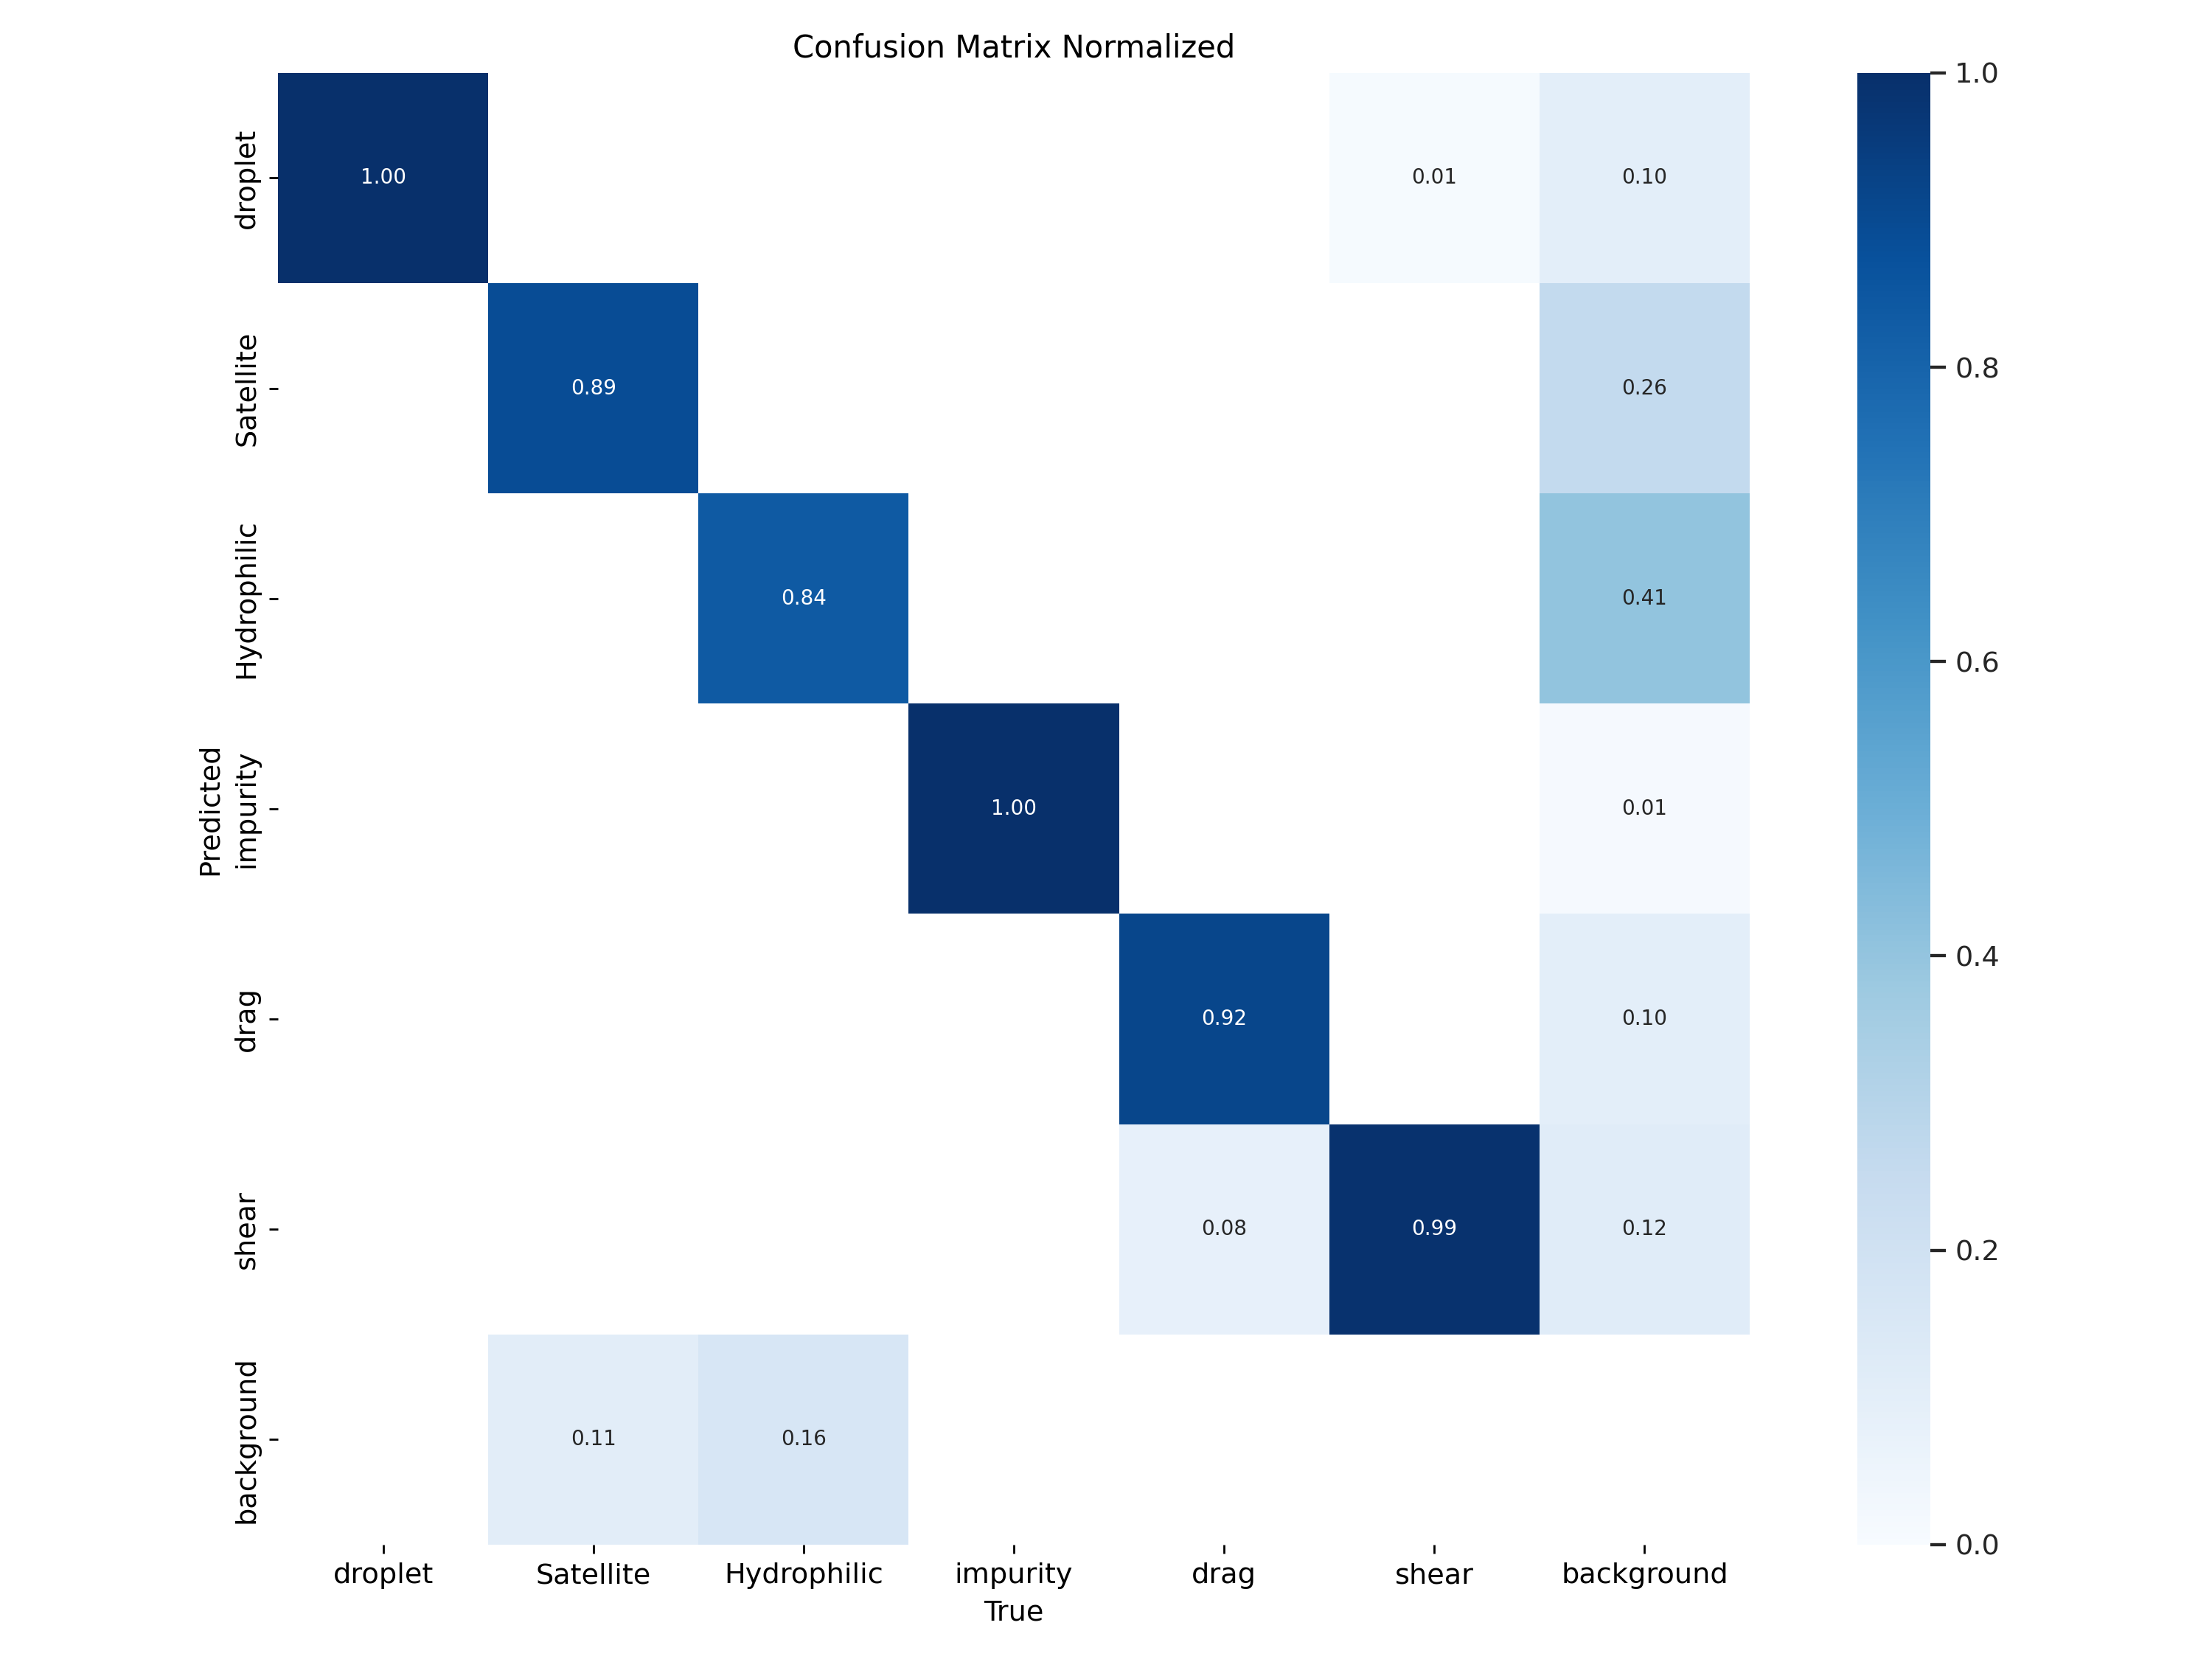 Confusion Matrix Normalized
droplet
Satellite
Hydrophilic
impurity
drag
shear
background
Predicted
1.00 0.01 0.10
0.89 0.26
0.84 0.41
1.00 0.01
0.92 0.10
0.08 0.99 0.12
0.11 0.16
droplet Satellite Hydrophilic impurity drag shear background
True
1.0
0.8
0.6
0.4
0.2
0.0